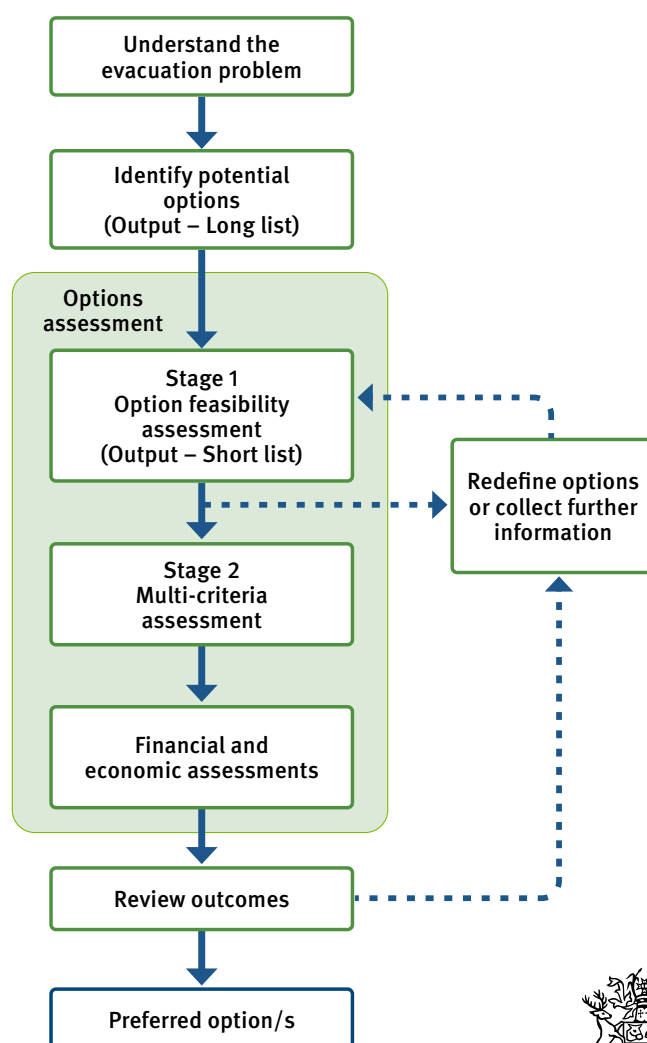 Understand the
evacuation problem
Identify potential
options
(Output – Long list)
Options
assessment
Stage 1
Option feasibility
assessment
(Output – Short list)
Redefine options
or collect further
information
Stage 2
Multi-criteria
assessment
Financial and
economic assessments
Review outcomes
Preferred option/s